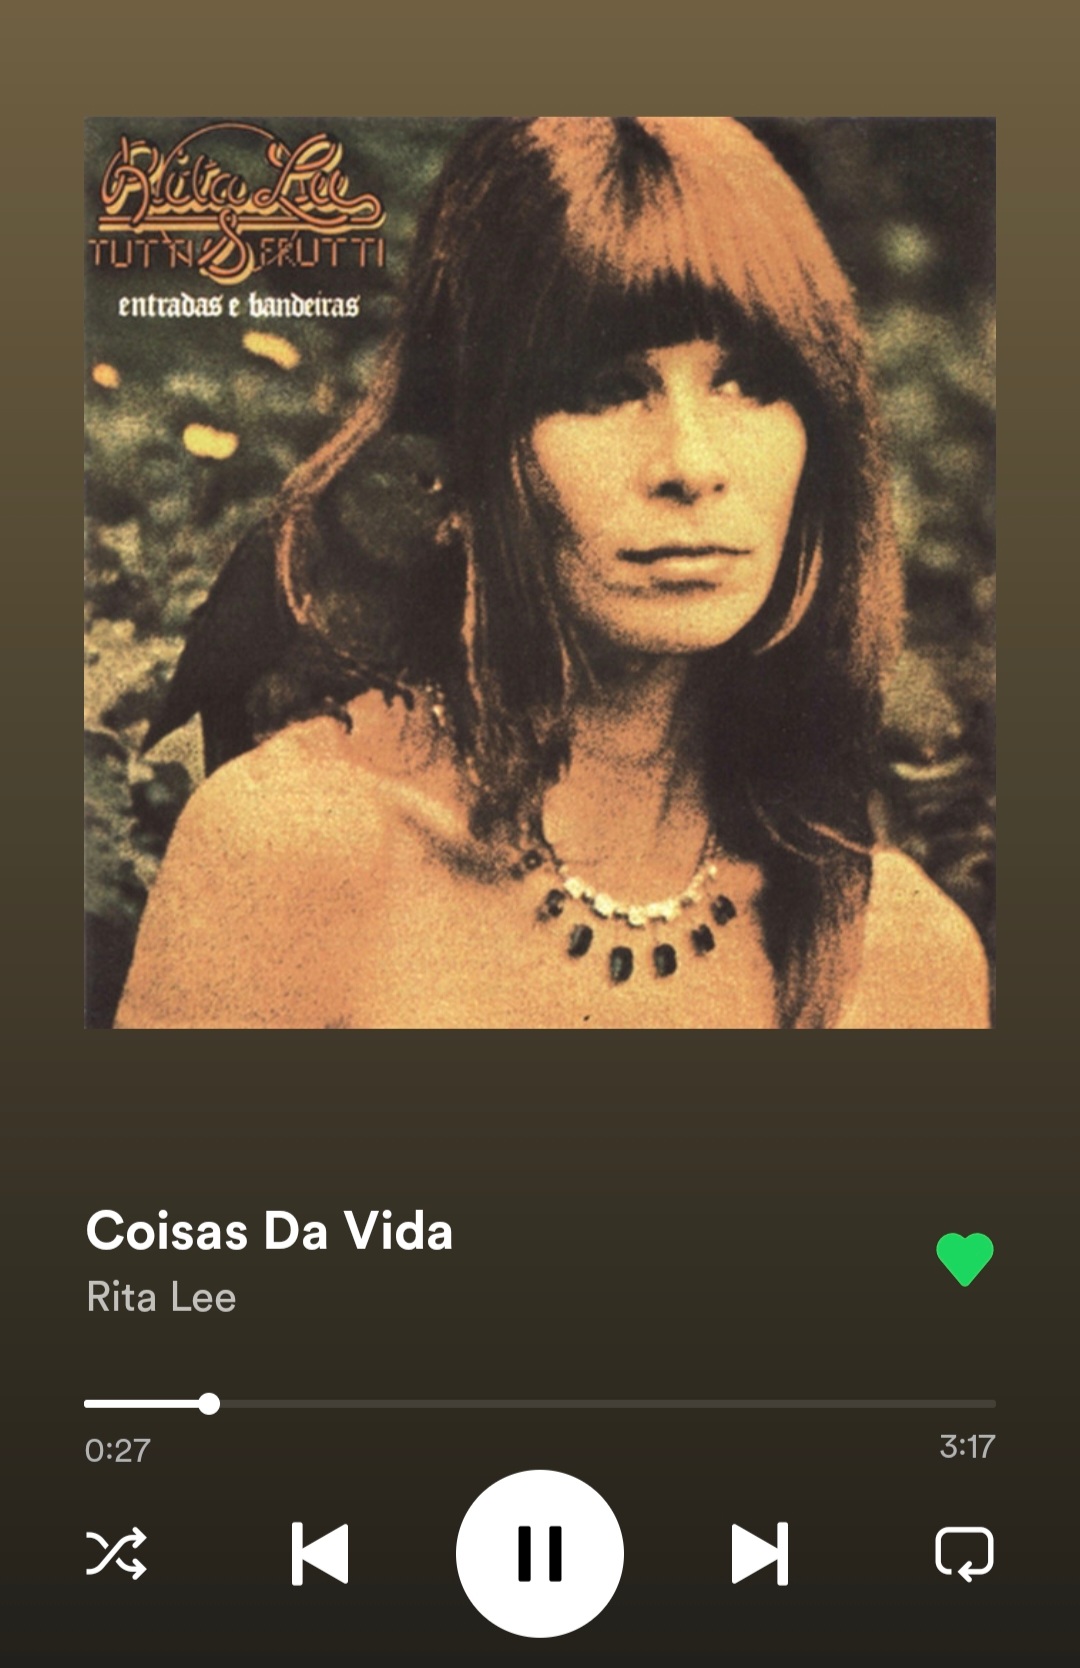 Rita Lee
& TUTTI FRUTTI
entradas e bandeiras
Coisas Da Vida
Rita Lee
0:27
3:17